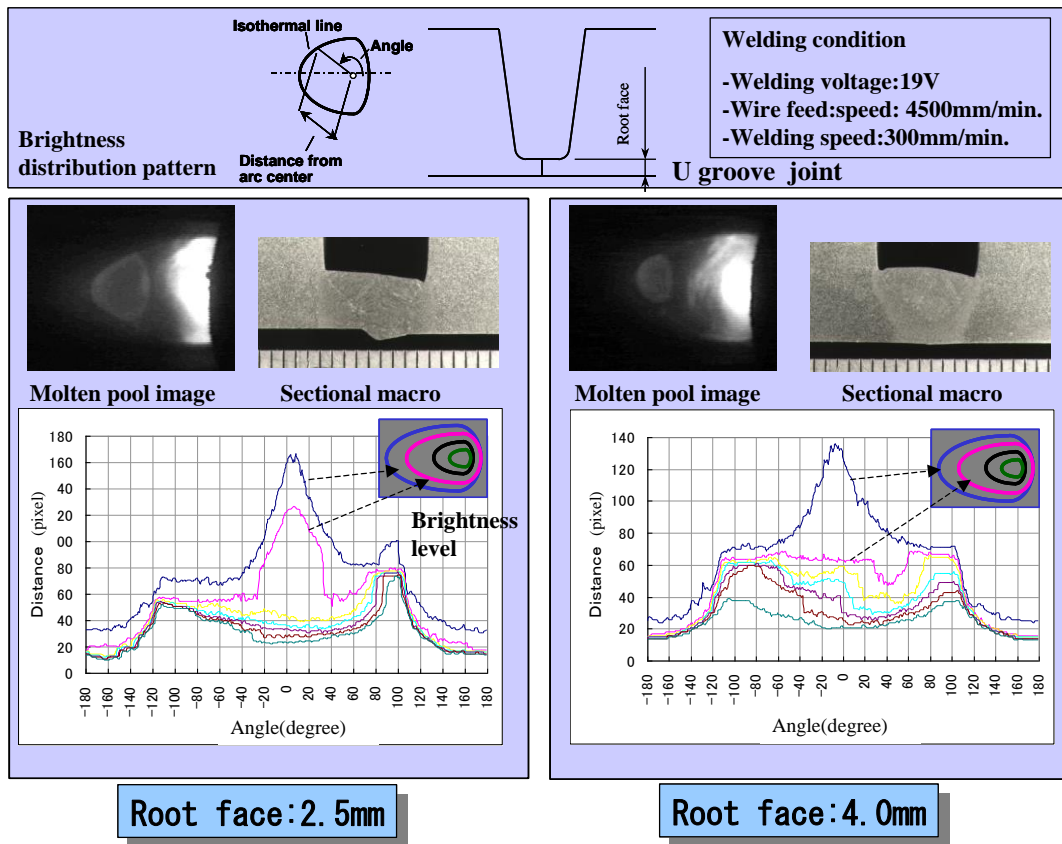 Isothermal line
Angle
Distance from
arc center
Brightness
distribution pattern
Root face
U groove joint
Welding condition
-Welding voltage:19V
-Wire feed:speed: 4500mm/min.
-Welding speed:300mm/min.
Molten pool image
Sectional macro
180
160
40
20
00
80
60
40
20
0
Distance (pixel)
Brightness
level
-180
-160
-140
-120
-100
-80
-60
-40
-20
0
20
40
60
80
100
120
140
160
180
Angle(degree)
Root face:2.5mm
Molten pool image
Sectional macro
140
120
100
80
60
40
20
0
Distance (pixel)
-180
-160
-140
-120
-100
-80
-60
-40
-20
0
20
40
60
80
100
120
140
160
180
Angle(degree)
Root face:4.0mm